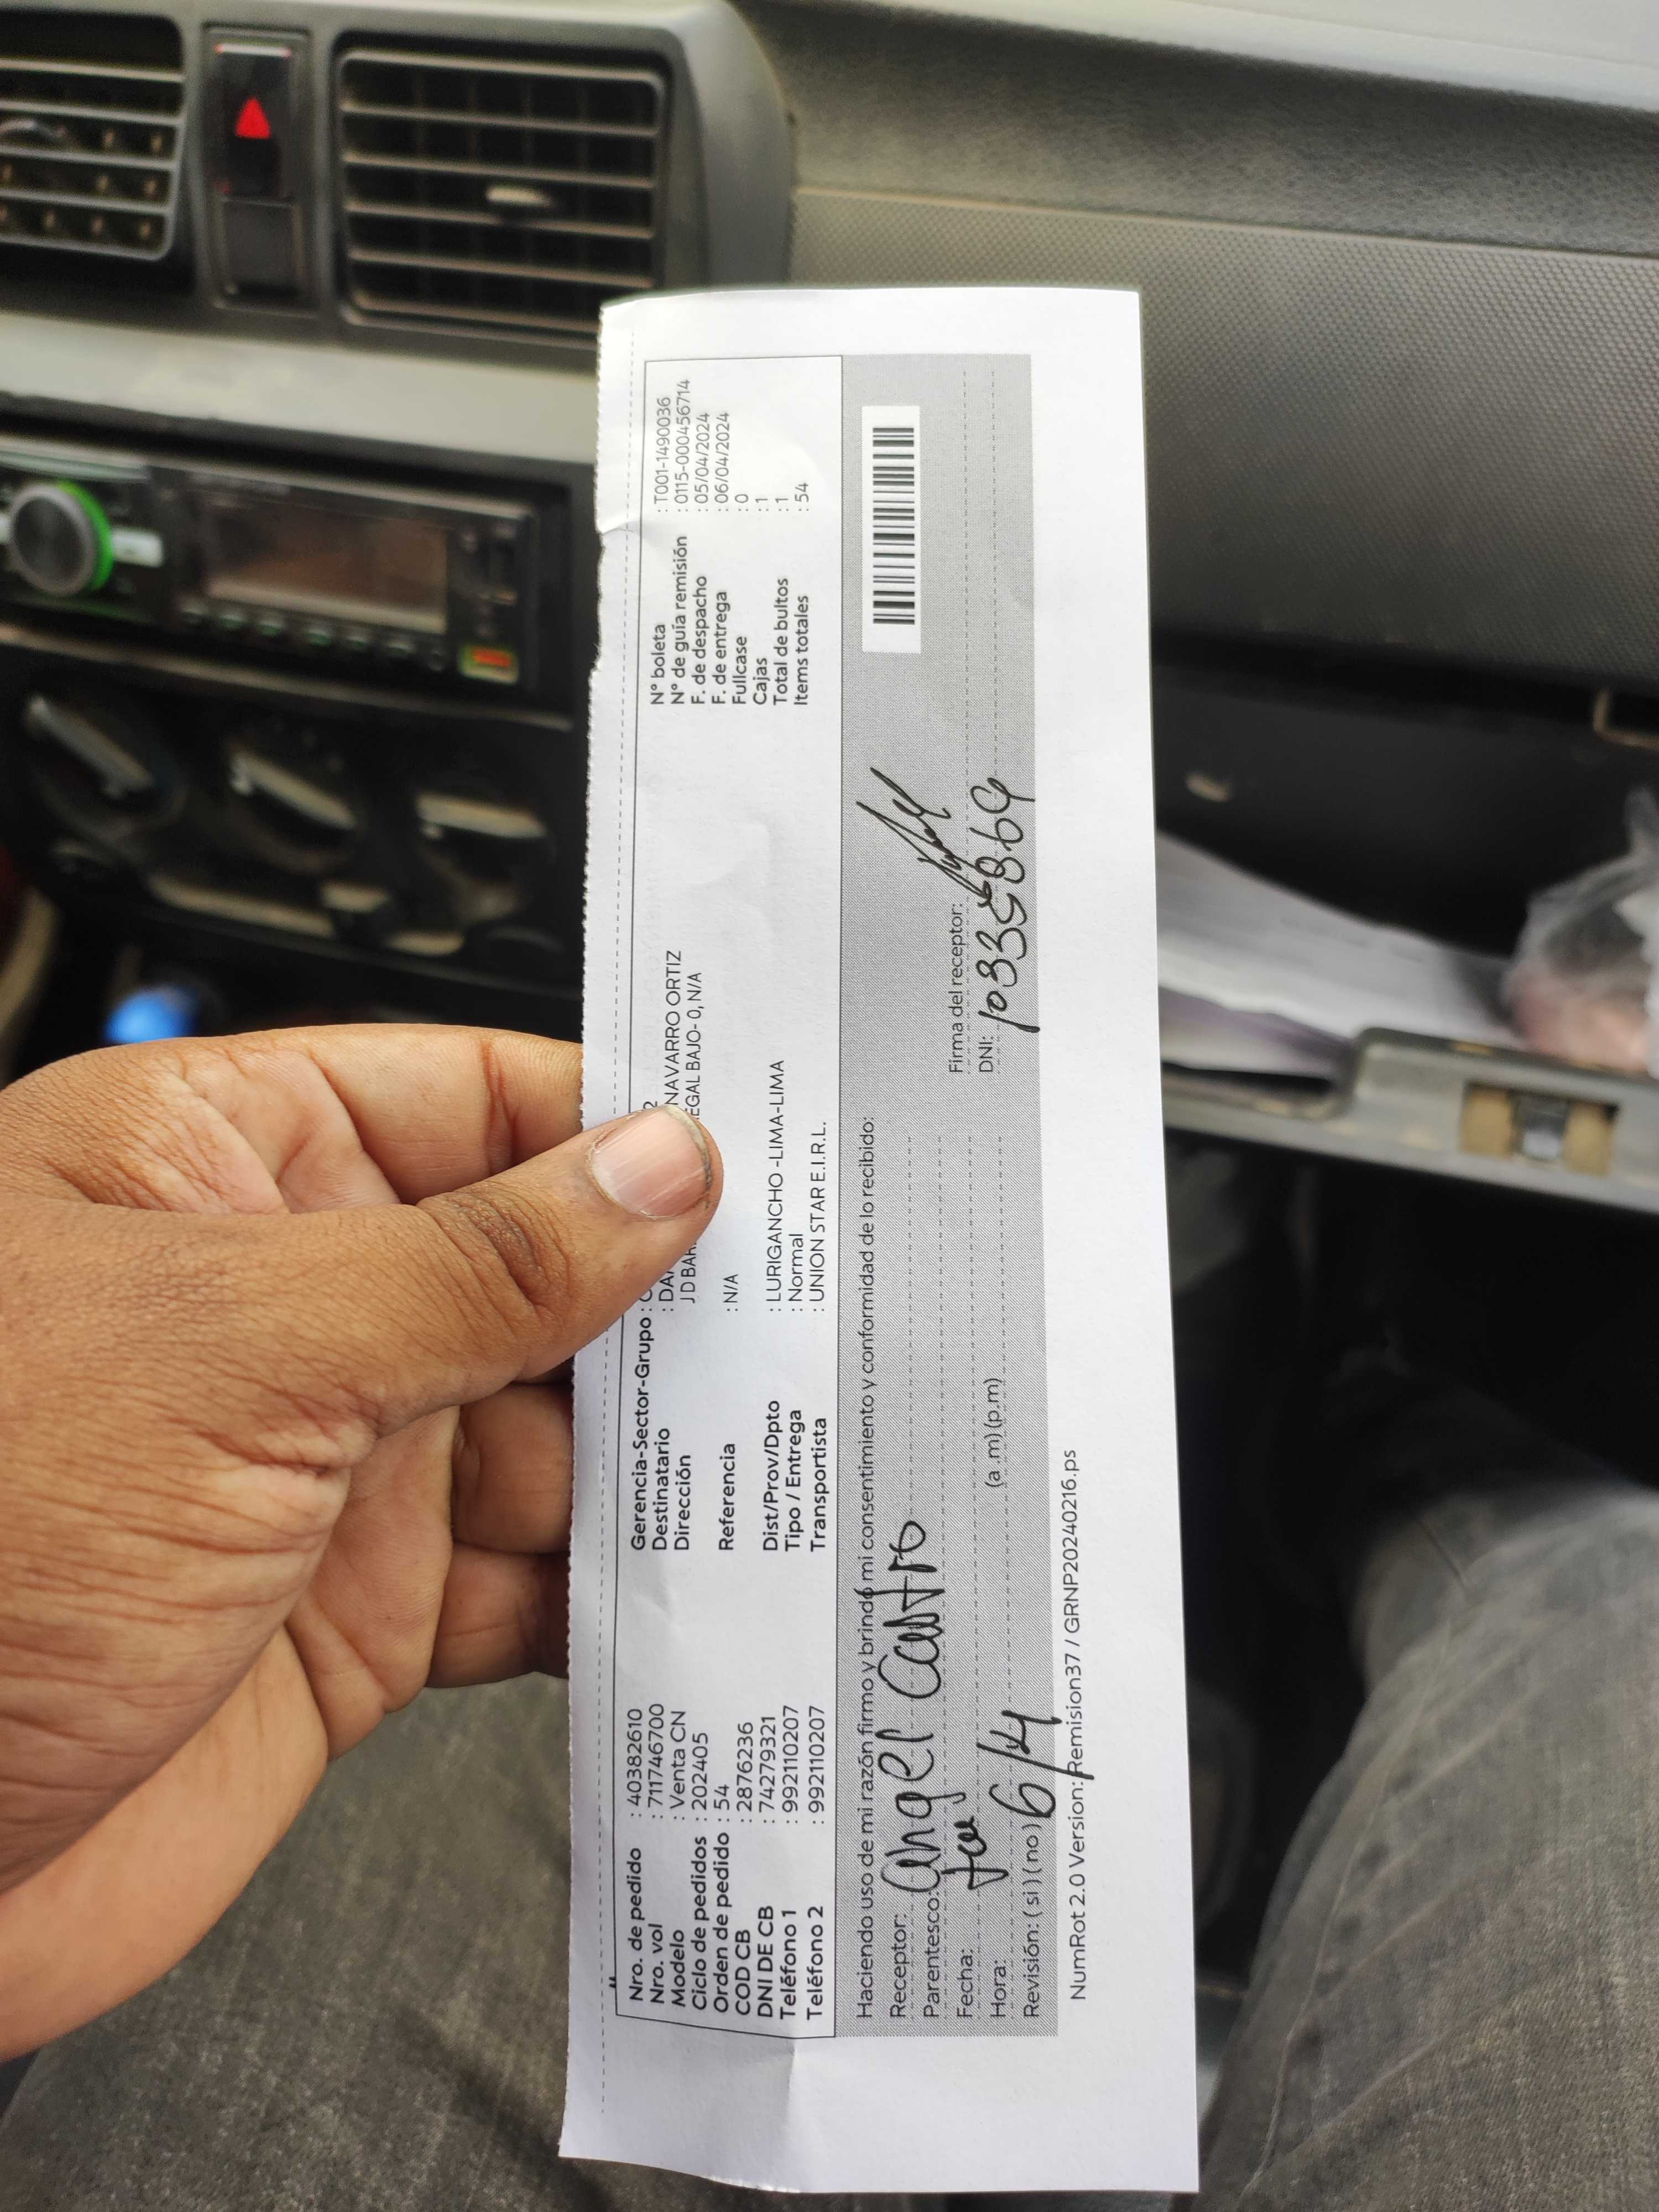 Nro. de pedido : 40382610
Nro. vol : 711746700
Modelo : Venta CN
Ciclo de pedidos : 202405
Orden de pedido : 54
COD CB : 2876236
DNI DE CB : 74279321
Teléfono 1 : 992110207
Teléfono 2 : 992110207
Gerencia-Sector-Grupo :
Destinatario : NAVARRO ORTIZ
Dirección JD BAJO- 0, N/A
Referencia : N/A
Dist/Prov/Dpto : LURIGANCHO -LIMA-LIMA
Tipo / Entrega : Normal
Transportista : UNION STAR E.I.R.L.
N° boleta : T001-1490036
N° de guía remisión : 0115-000456714
F. de despacho : 05/04/2024
F. de entrega : 06/04/2024
Fullcase : 0
Cajas : 1
Total de bultos : 1
Items totales : 54
Haciendo uso de mi razón firmo y brindo mi consentimiento y conformidad de lo recibido:
Receptor: Angel Castro
Parentesco:
Fecha:
Hora: 6/4 (a .m) (p.m)
Revisión: ( si ) ( no )
Firma del receptor:
DNI:
NumRot 2.0 Version: Remision37 / GRNP20240216.ps